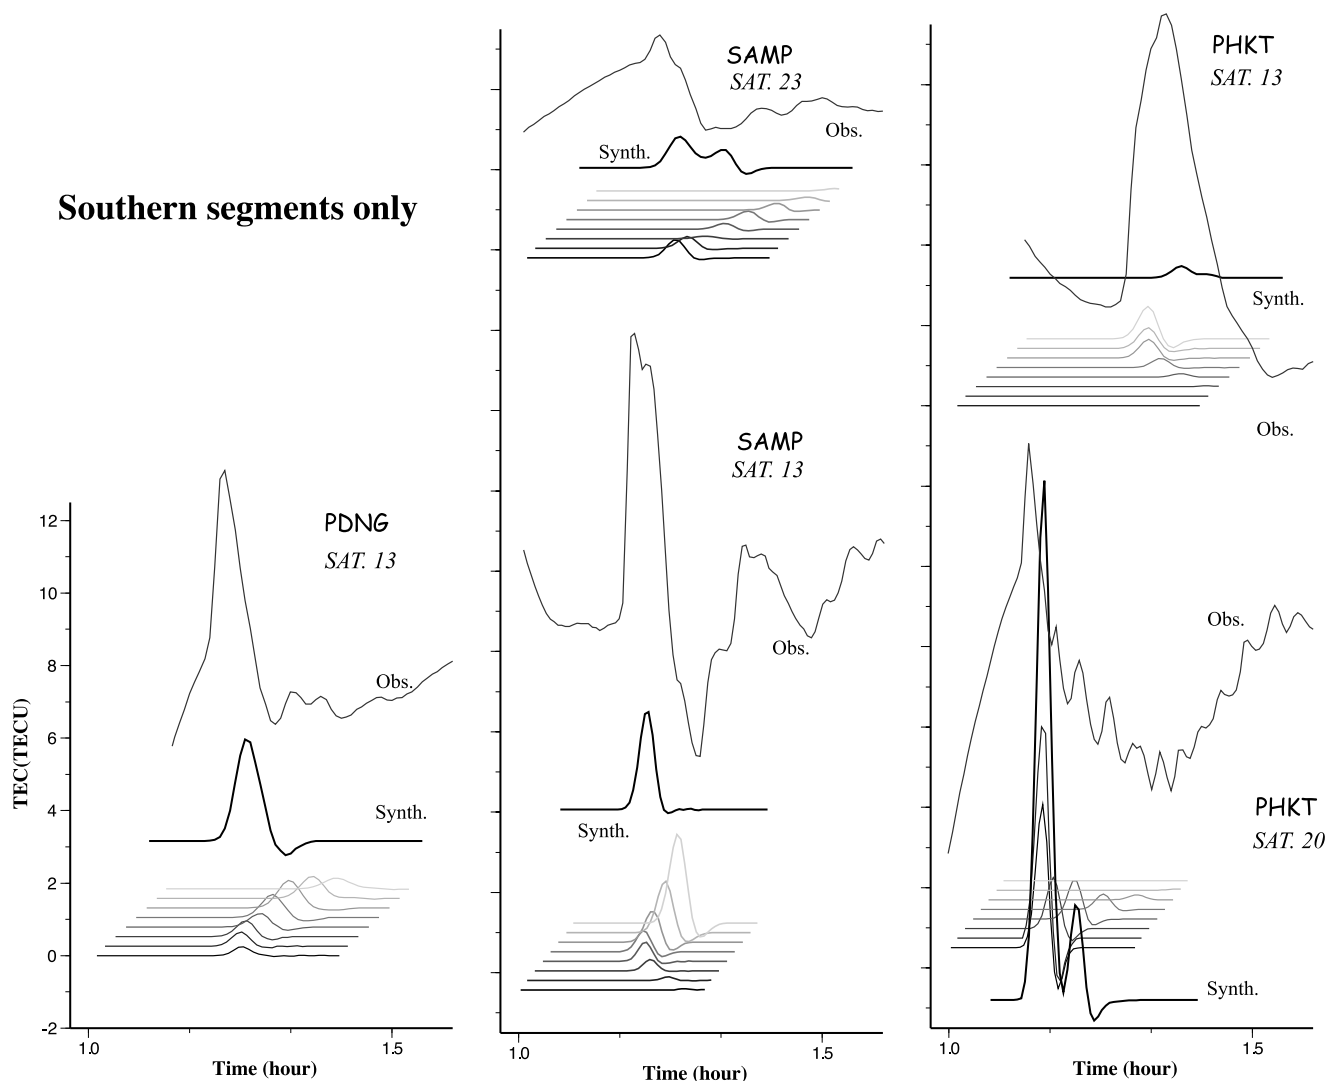 SAMP
SAT. 23
Obs.
Synth.
PHKT
SAT. 13
Synth.
Obs.
Southern segments only
SAMP
SAT. 13
Obs.
Synth.
PDNG
SAT. 13
Obs.
Synth.
12
10
8
6
4
2
0
-2
TEC(TECU)
1.0
1.5
Time (hour)
1.0
1.5
Time (hour)
Obs.
PHKT
SAT. 20
Synth.
1.0
1.5
Time (hour)